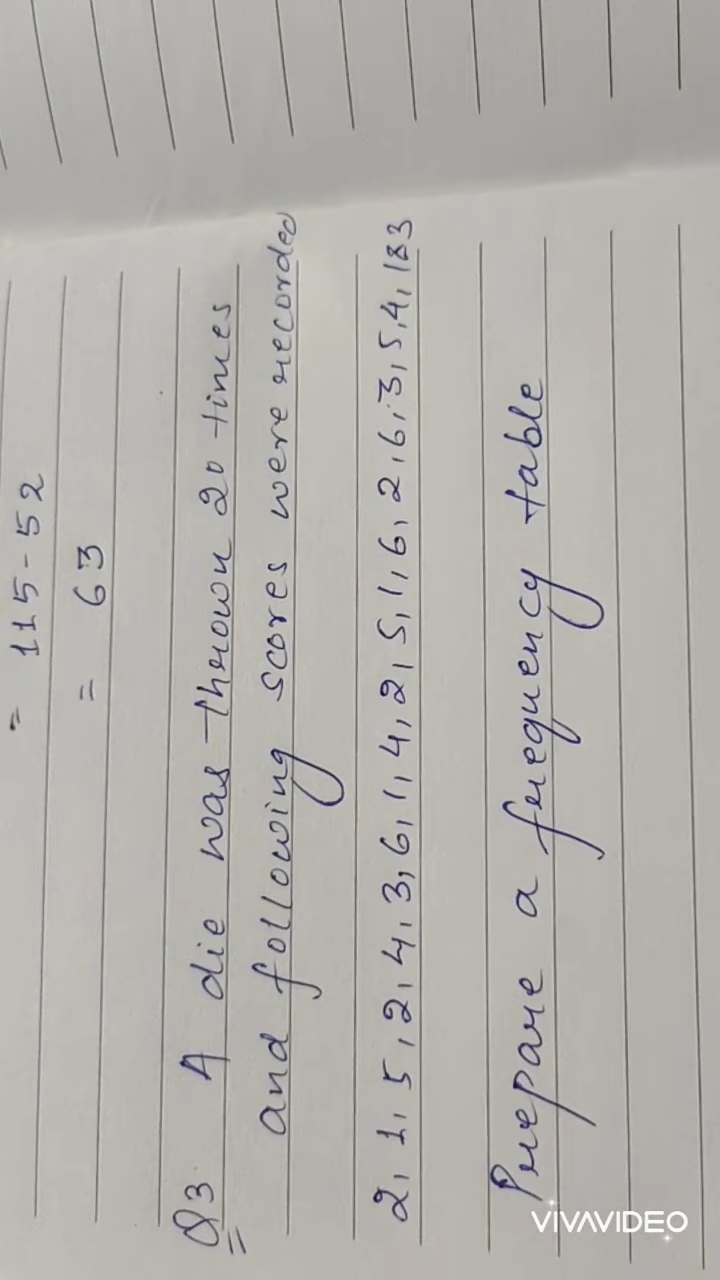 = 115-52
= 63
Q3. A die was thrown 20 times
and following scores were recorded
2, 1, 5, 2, 4, 3, 6, 1, 4, 2, 5, 1, 6, 2, 6, 3, 5, 4, 1&3
Prepare a frequency table
VIVAVIDEO